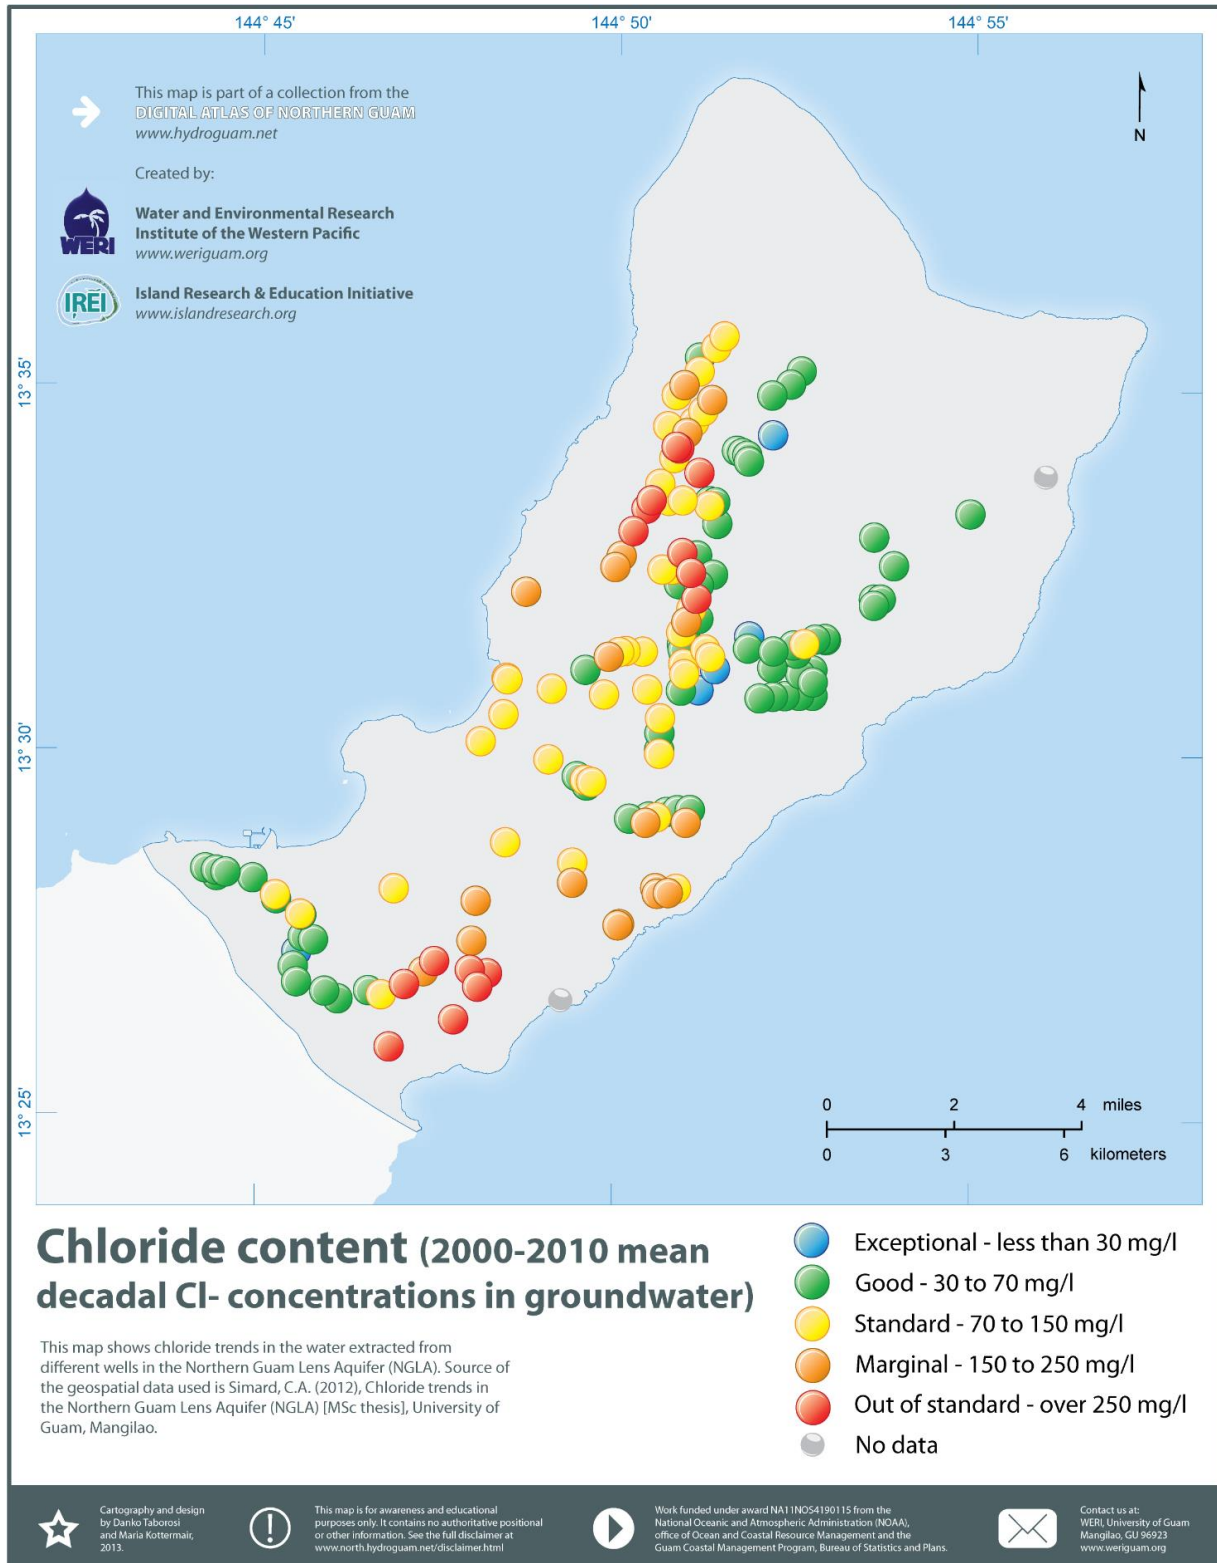 144° 45'
144° 50'
144° 55'
This map is part of a collection from the
DIGITAL ATLAS OF NORTHERN GUAM
www.hydroguam.net
N
Created by:
WERI
Water and Environmental Research
Institute of the Western Pacific
www.weriguam.org
IREI
Island Research & Education Initiative
www.islandresearch.org
13° 35'
13° 30'
13° 25'
0 2 4 miles
0 3 6 kilometers
Chloride content (2000-2010 mean
decadal Cl- concentrations in groundwater)
This map shows chloride trends in the water extracted from
different wells in the Northern Guam Lens Aquifer (NGLA). Source of
the geospatial data used is Simard, C.A. (2012), Chloride trends in
the Northern Guam Lens Aquifer (NGLA) [MSc thesis], University of
Guam, Mangilao.
Exceptional - less than 30 mg/l
Good - 30 to 70 mg/l
Standard - 70 to 150 mg/l
Marginal - 150 to 250 mg/l
Out of standard - over 250 mg/l
No data
Cartography and design
by Danko Taborosi
and Maria Kottermair,
2013.
This map is for awareness and educational
purposes only. It contains no authoritative positional
or other information. See the full disclaimer at
www.north.hydroguam.net/disclaimer.html
Work funded under award NA11NOS4190115 from the
National Oceanic and Atmospheric Administration (NOAA),
office of Ocean and Coastal Resource Management and the
Guam Coastal Management Program, Bureau of Statistics and Plans.
Contact us at:
WERI, University of Guam
Mangilao, GU 96923
www.weriguam.org